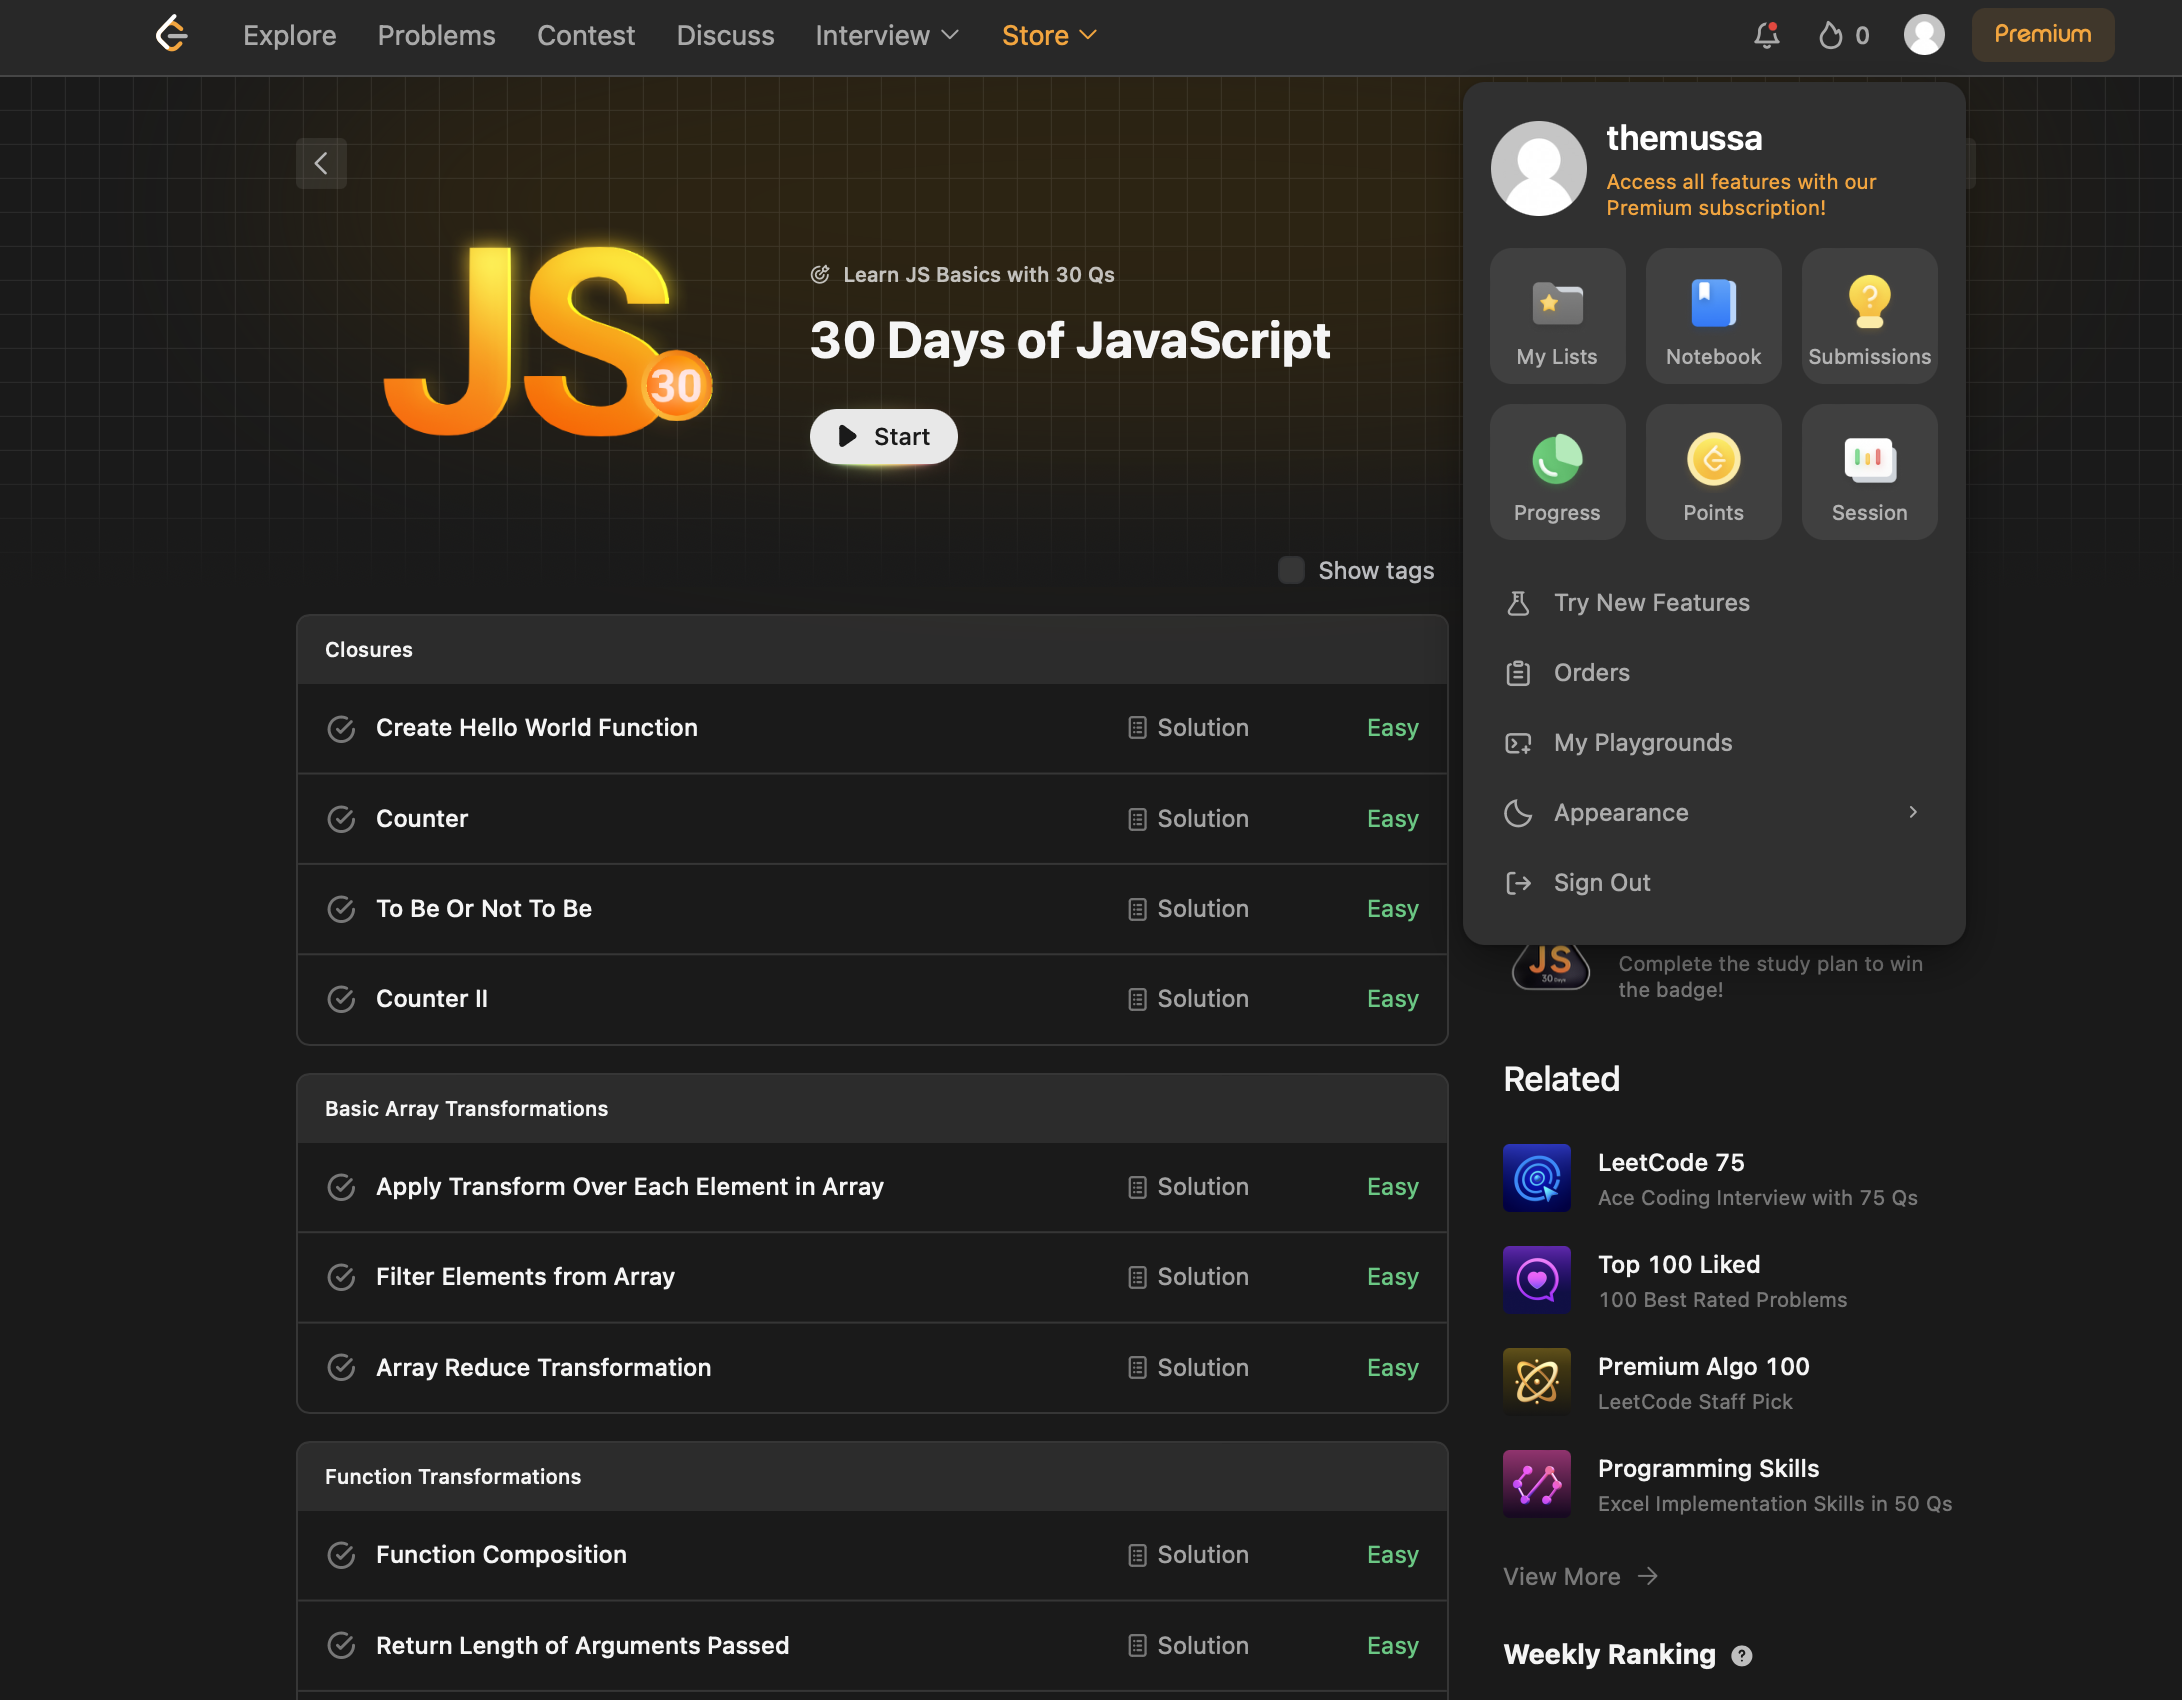 Explore Problems Contest Discuss Interview Store 0 Premium
themussa
Access all features with our
Premium subscription!
My Lists Notebook Submissions
Progress Points Session
Try New Features
Orders
My Playgrounds
Appearance
Sign Out
JS 30
Learn JS Basics with 30 Qs
30 Days of JavaScript
Start
Show tags
Closures
Create Hello World Function Solution Easy
Counter Solution Easy
To Be Or Not To Be Solution Easy
Counter II Solution Easy
Basic Array Transformations
Apply Transform Over Each Element in Array Solution Easy
Filter Elements from Array Solution Easy
Array Reduce Transformation Solution Easy
Function Transformations
Function Composition Solution Easy
Return Length of Arguments Passed Solution Easy
JS
30 Days
Complete the study plan to win
the badge!
Related
LeetCode 75
Ace Coding Interview with 75 Qs
Top 100 Liked
100 Best Rated Problems
Premium Algo 100
LeetCode Staff Pick
Programming Skills
Excel Implementation Skills in 50 Qs
View More
Weekly Ranking ?